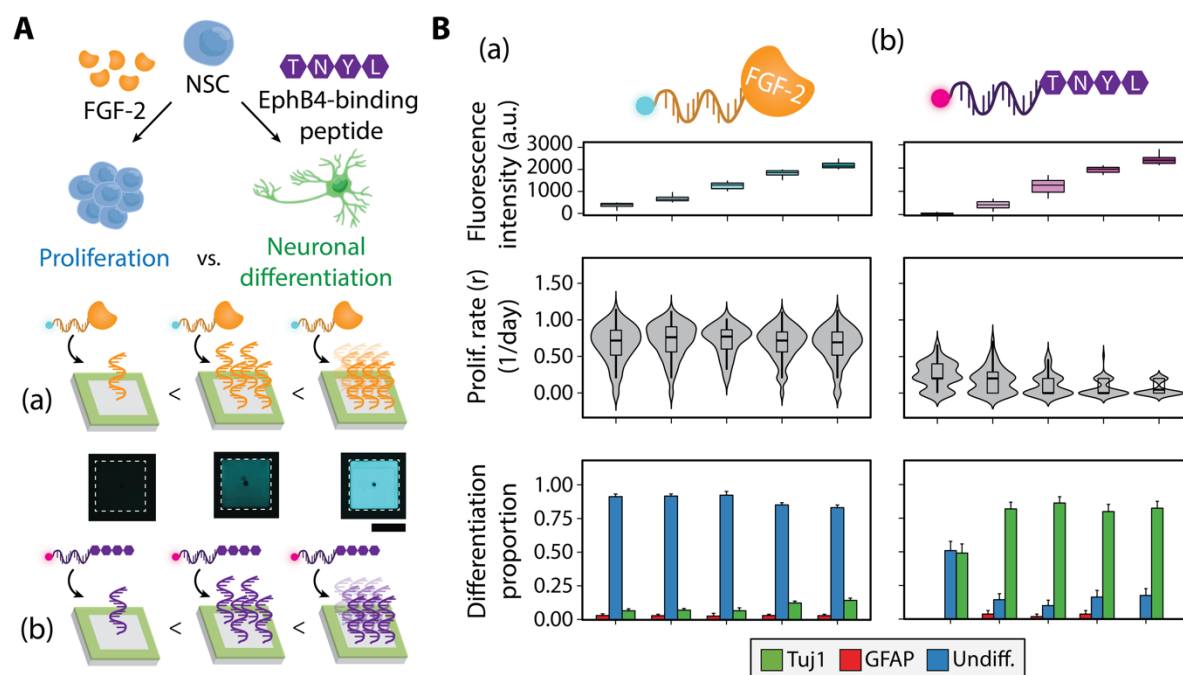 A
FGF-2
NSC
T N Y L
EphB4-binding
peptide
Proliferation
vs.
Neuronal
differentiation
(a)
<
<
(b)
<
<
B
(a)
FGF-2
(b)
T N Y L
Fluorescence
intensity (a.u.)
3000
2000
1000
0
Prolif. rate (r)
(1/day)
1.50
1.00
0.50
0.00
Differentiation
proportion
1.00
0.75
0.50
0.25
0.00
Tuj1
GFAP
Undiff.